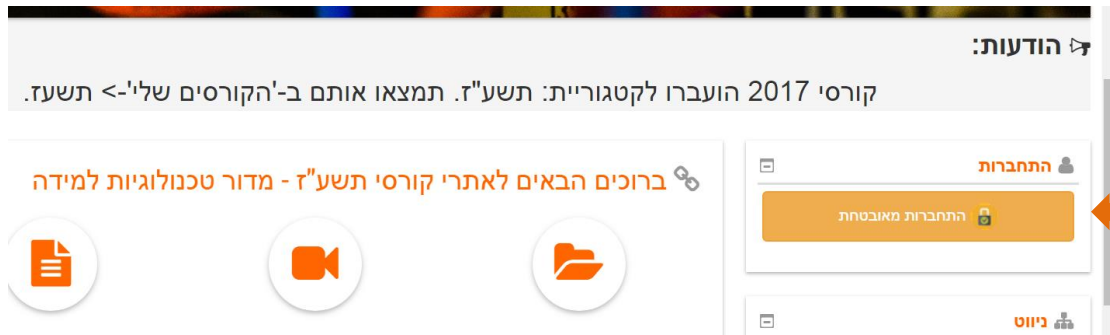 הודעות:
קורסי 2017 הועברו לקטגוריית: תשע"ז. תמצאו אותם ב-'הקורסים שלי'-> תשעז.
התחברות
התחברות מאובטחת
ניווט
ברוכים הבאים לאתרי קורסי תשע"ז - מדור טכנולוגיות למידה